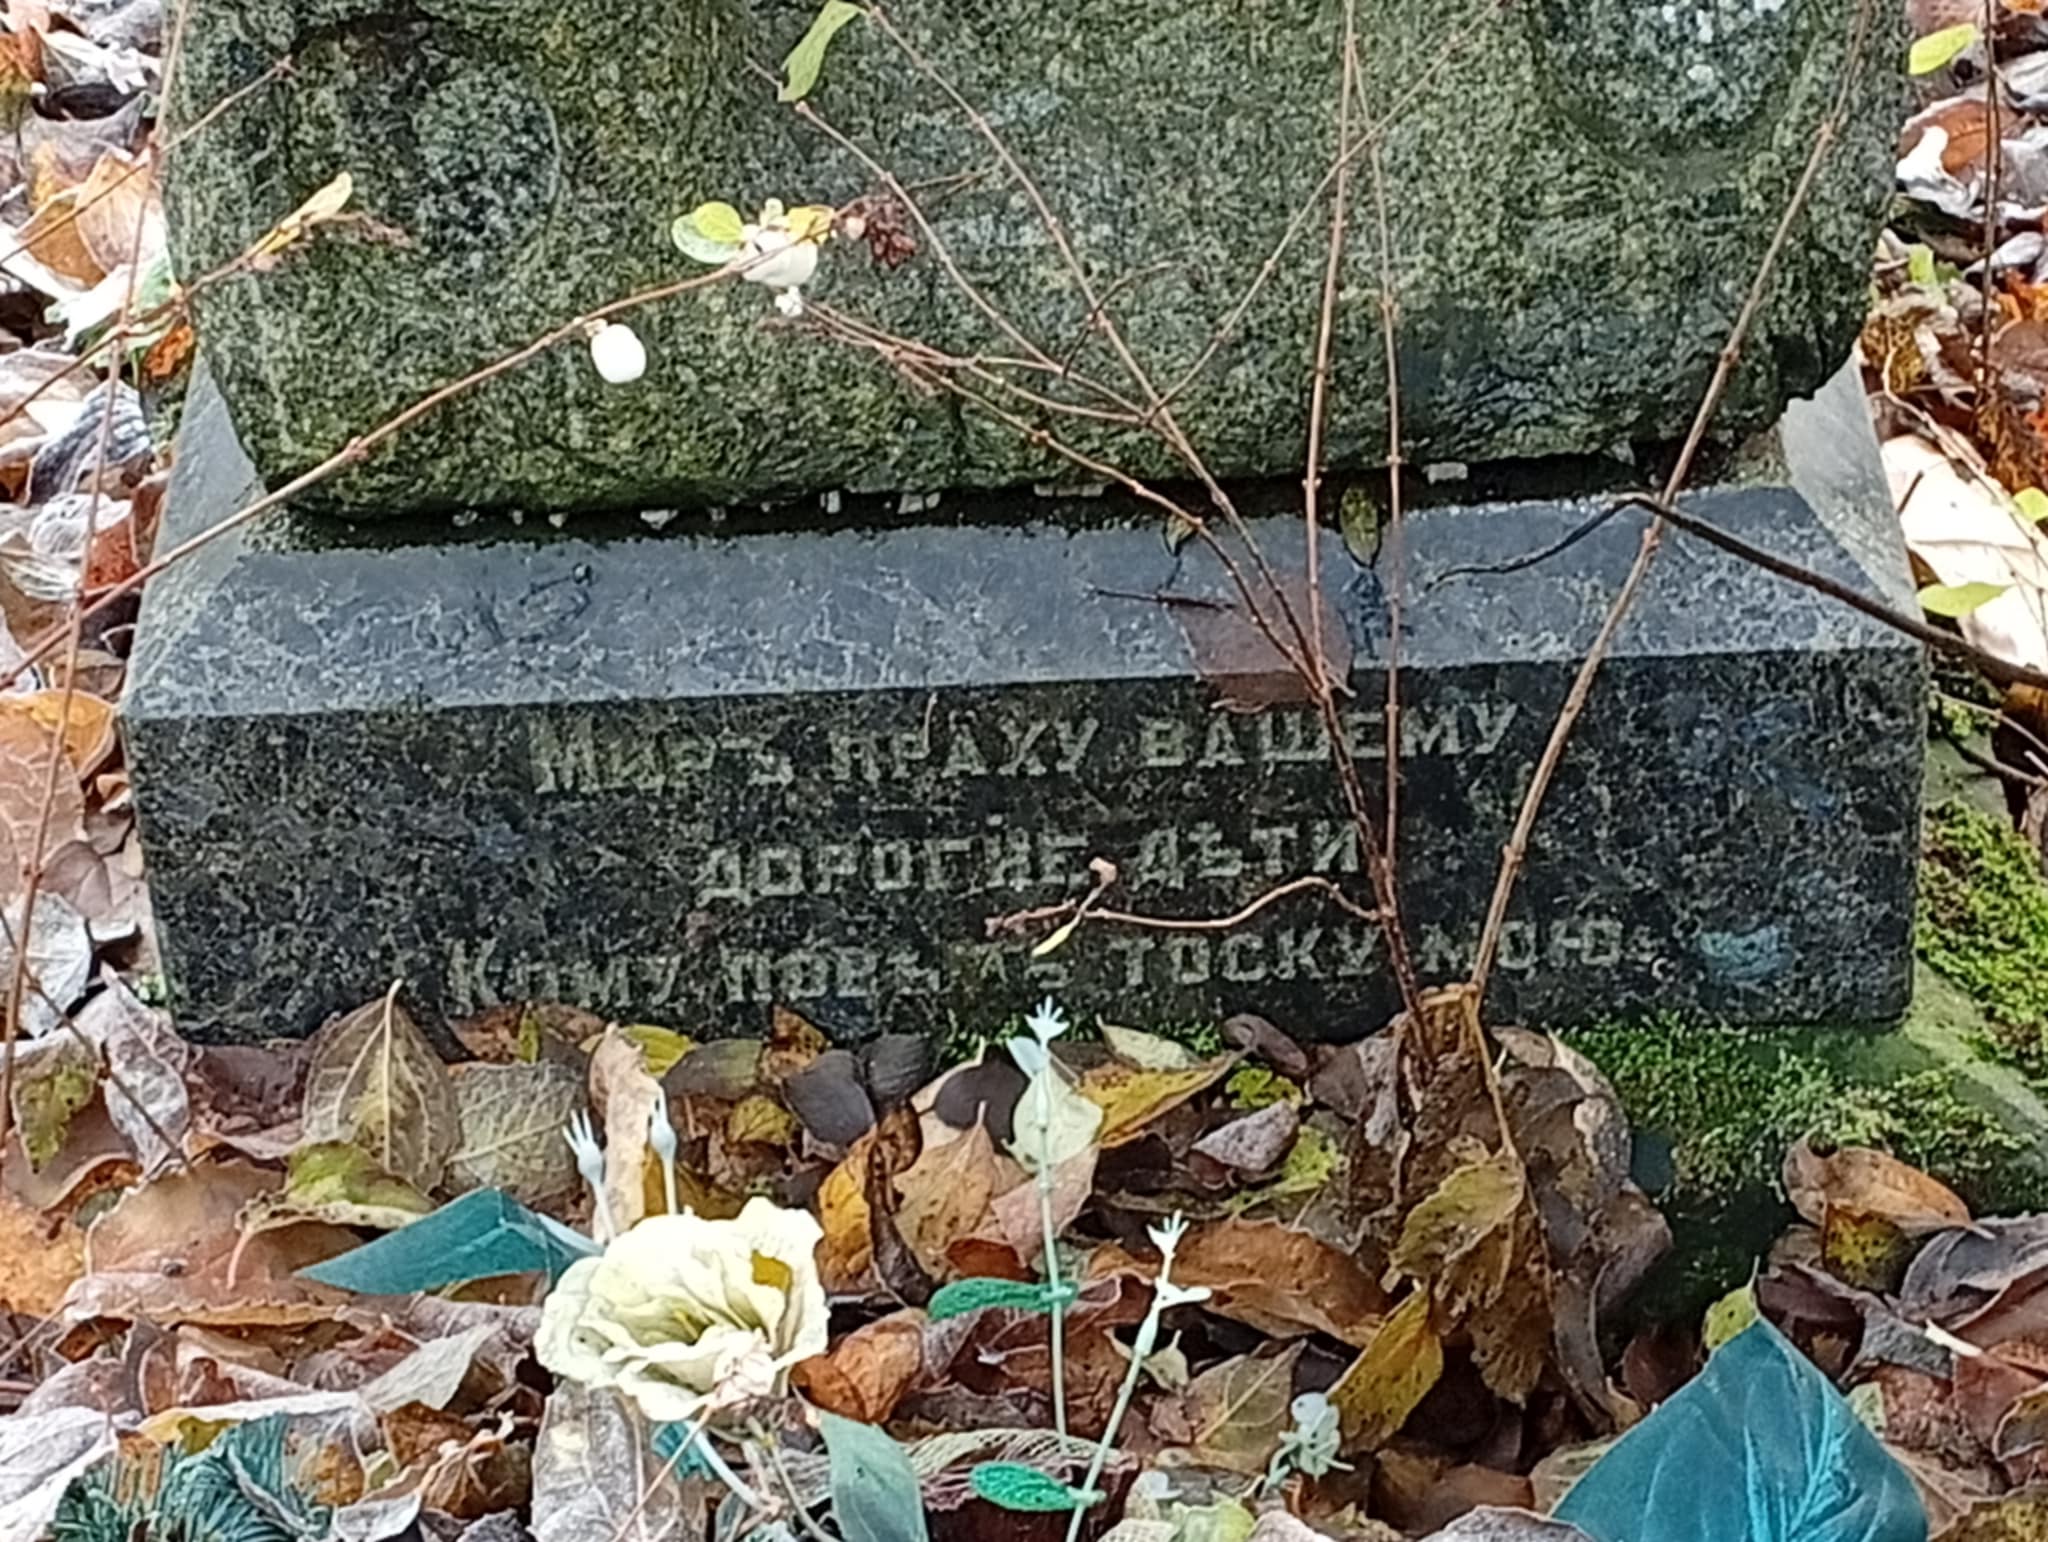 Миръ праху вашему
дорогіе дѣти
Кому повѣмъ тоску мою.